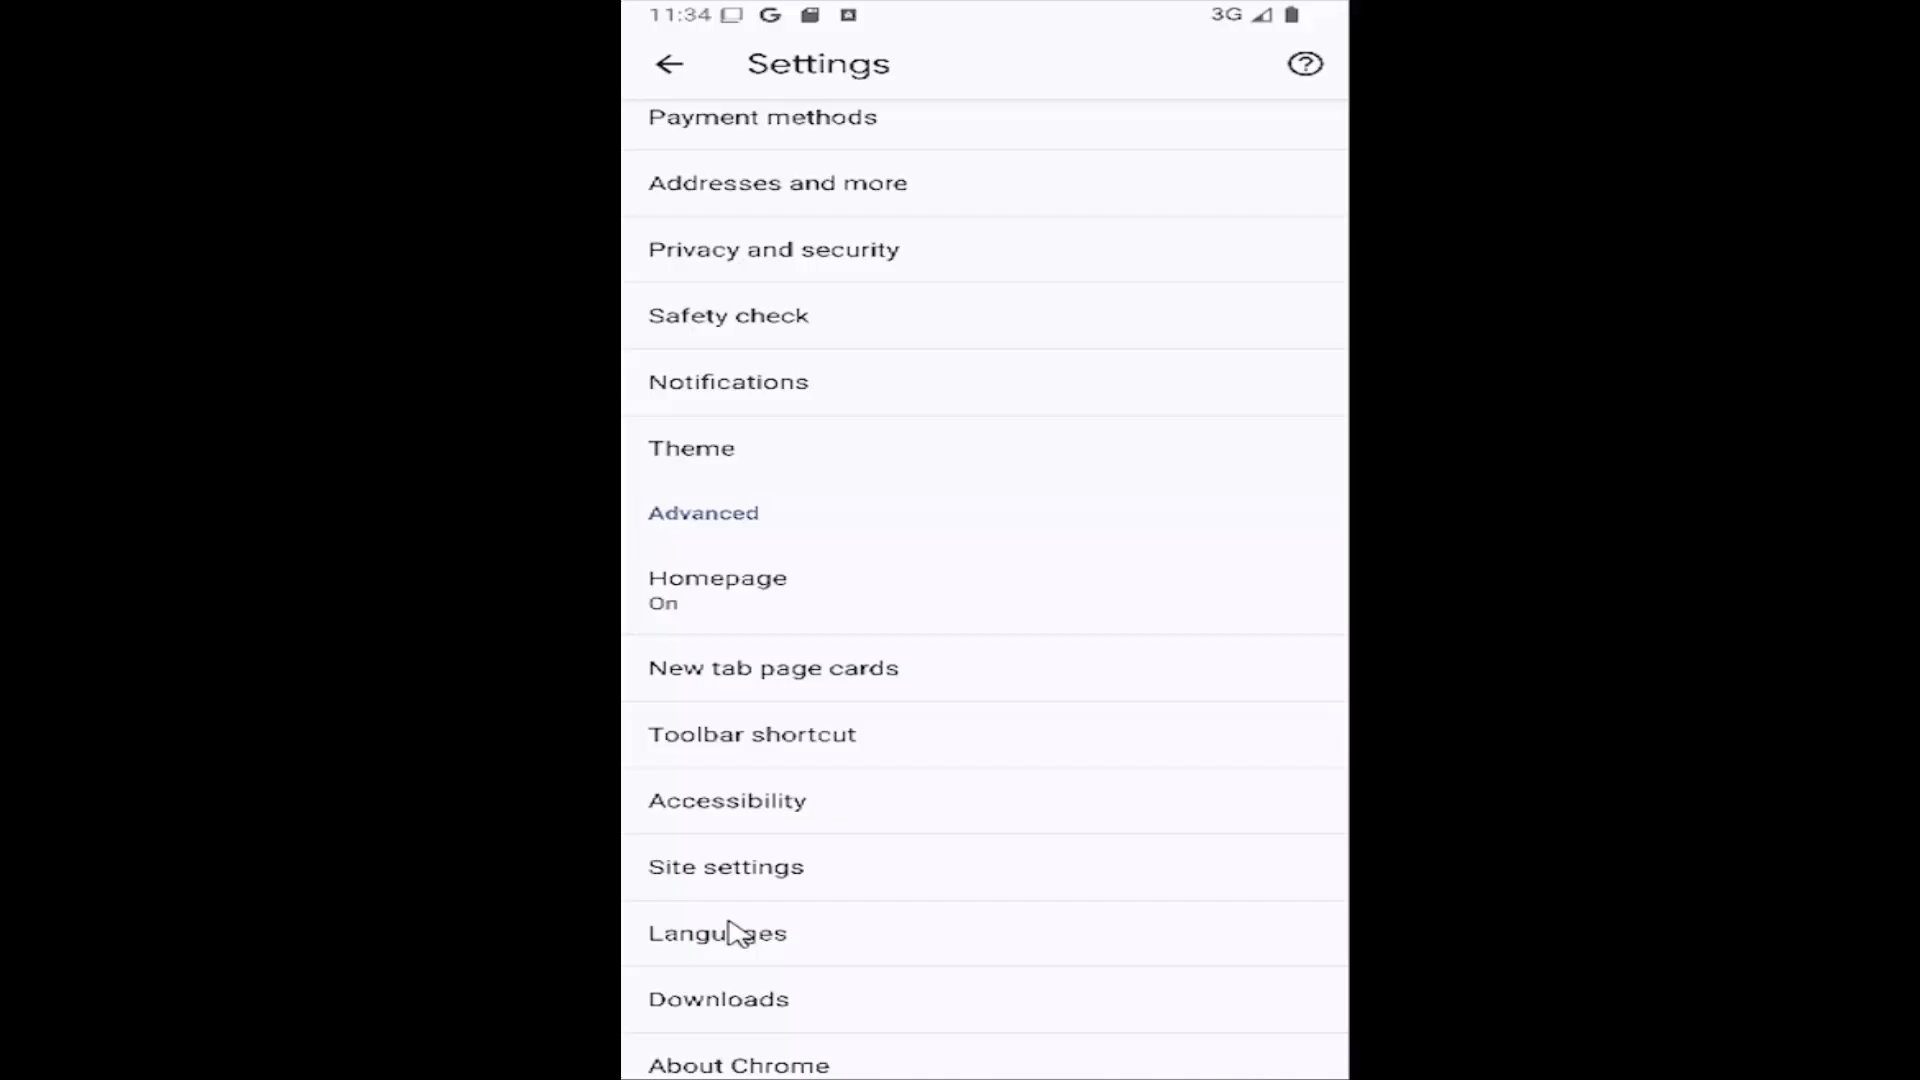 11:34
3G
Settings
Payment methods
Addresses and more
Privacy and security
Safety check
Notifications
Theme
Advanced
Homepage
On
New tab page cards
Toolbar shortcut
Accessibility
Site settings
Languages
Downloads
About Chrome